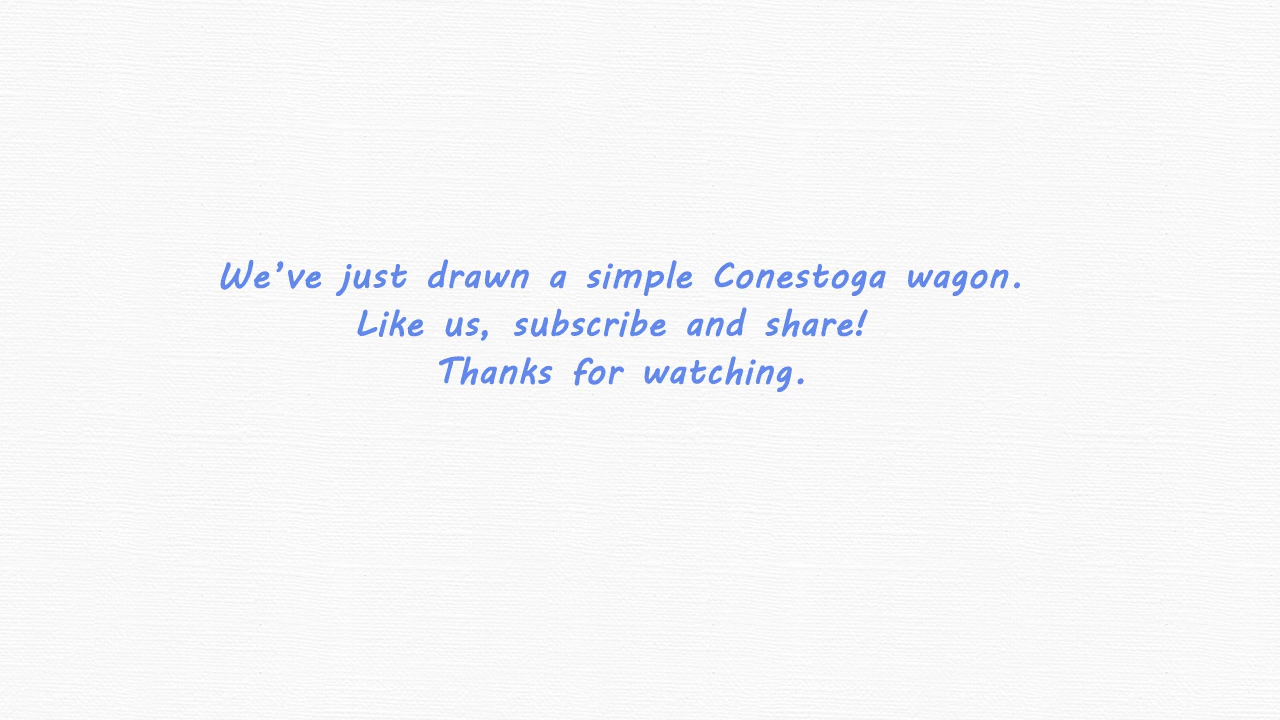 We’ve just drawn a simple Conestoga wagon.
Like us, subscribe and share!
Thanks for watching.